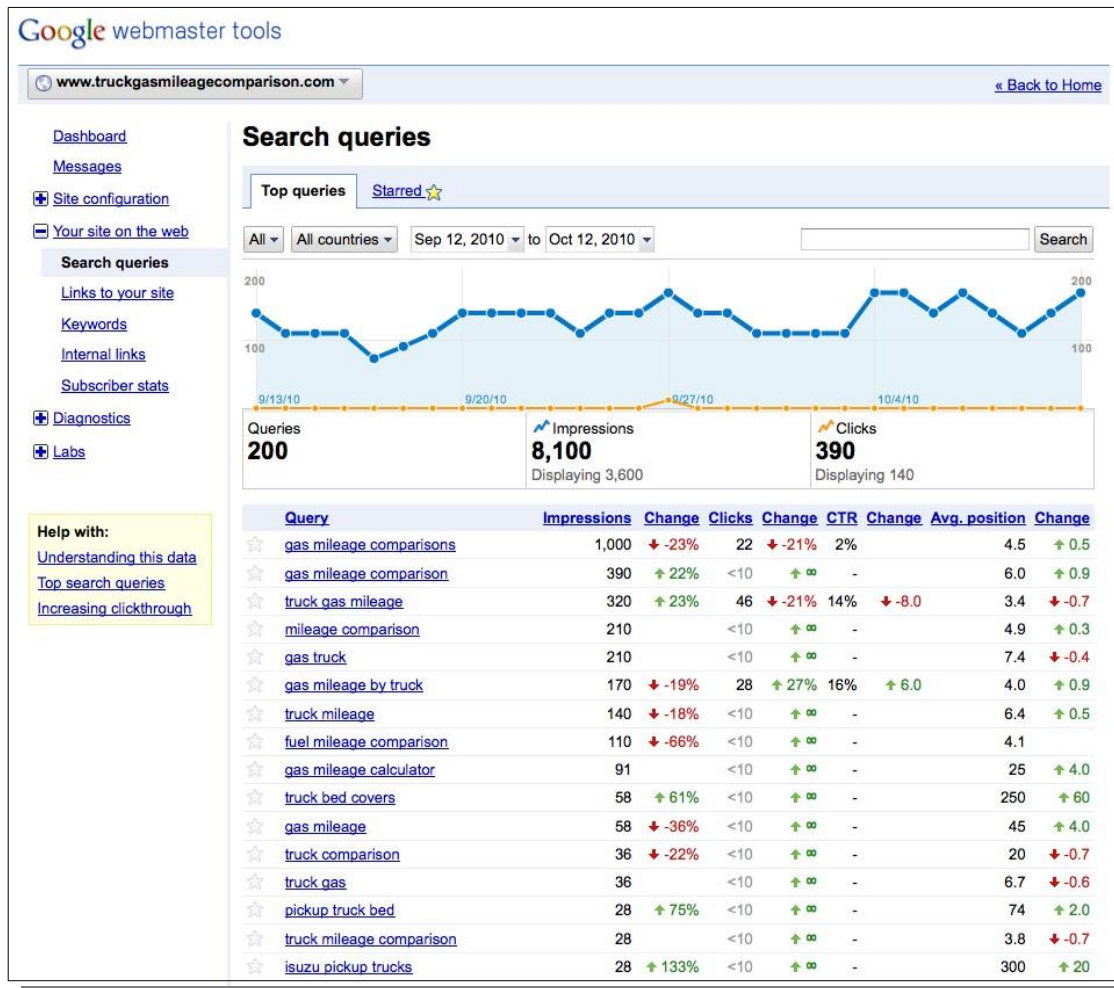 Google webmaster tools
www.truckgasmileagecomparison.com
« Back to Home
Dashboard
Messages
Site configuration
Your site on the web
Search queries
Links to your site
Keywords
Internal links
Subscriber stats
Diagnostics
Labs
Help with:
Understanding this data
Top search queries
Increasing clickthrough
Search queries
Top queries Starred
All All countries Sep 12, 2010 to Oct 12, 2010 Search
200 200
100 100
9/13/10 9/20/10 9/27/10 10/4/10
Queries Impressions Clicks
200 8,100 390
Displaying 3,600 Displaying 140
Query Impressions Change Clicks Change CTR Change Avg. position Change
gas mileage comparisons 1,000 -23% 22 -21% 2% 4.5 0.5
gas mileage comparison 390 22% <10 ∞ - 6.0 0.9
truck gas mileage 320 23% 46 -21% 14% -8.0 3.4 -0.7
mileage comparison 210 <10 ∞ - 4.9 0.3
gas truck 210 <10 ∞ - 7.4 -0.4
gas mileage by truck 170 -19% 28 27% 16% 6.0 4.0 0.9
truck mileage 140 -18% <10 ∞ - 6.4 0.5
fuel mileage comparison 110 -66% <10 ∞ - 4.1
gas mileage calculator 91 <10 ∞ - 25 4.0
truck bed covers 58 61% <10 ∞ - 250 60
gas mileage 58 -36% <10 ∞ - 45 4.0
truck comparison 36 -22% <10 ∞ - 20 -0.7
truck gas 36 <10 ∞ - 6.7 -0.6
pickup truck bed 28 75% <10 ∞ - 74 2.0
truck mileage comparison 28 <10 ∞ - 3.8 -0.7
isuzu pickup trucks 28 133% <10 ∞ - 300 20